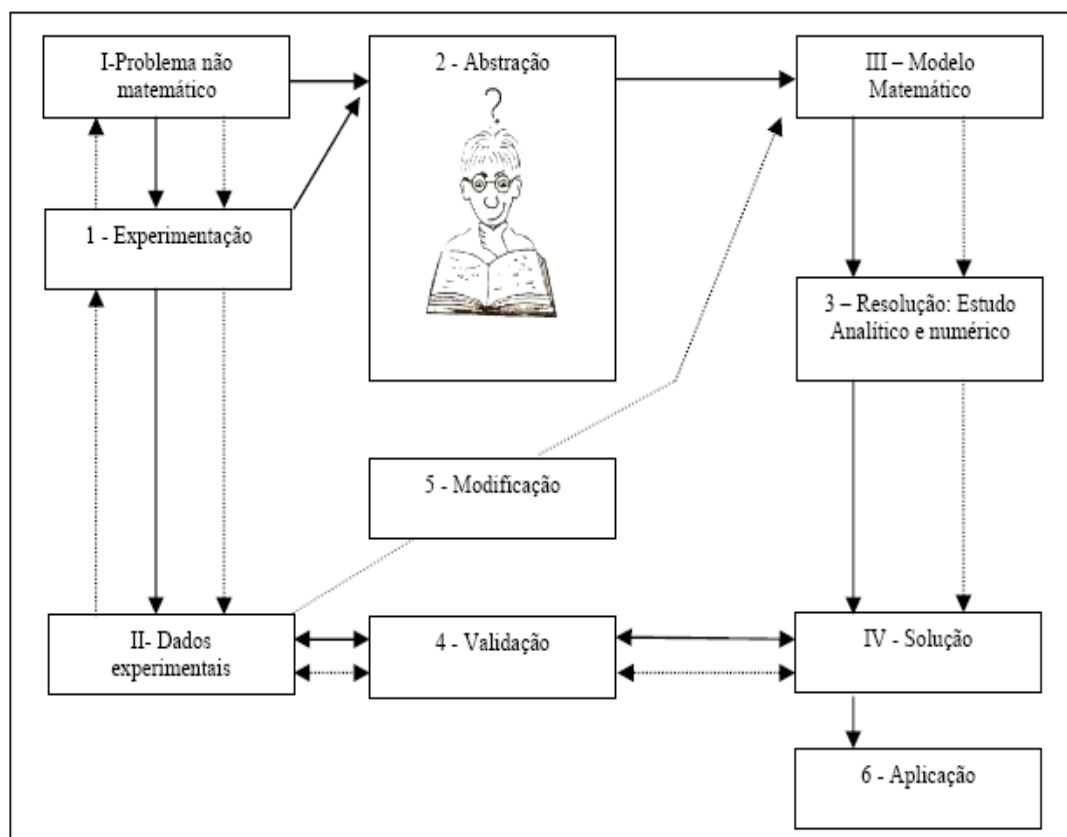 I-Problema não
matemático
2 - Abstração
?
III – Modelo
Matemático
1 - Experimentação
3 – Resolução: Estudo
Analítico e numérico
5 - Modificação
II- Dados
experimentais
4 - Validação
IV - Solução
6 - Aplicação